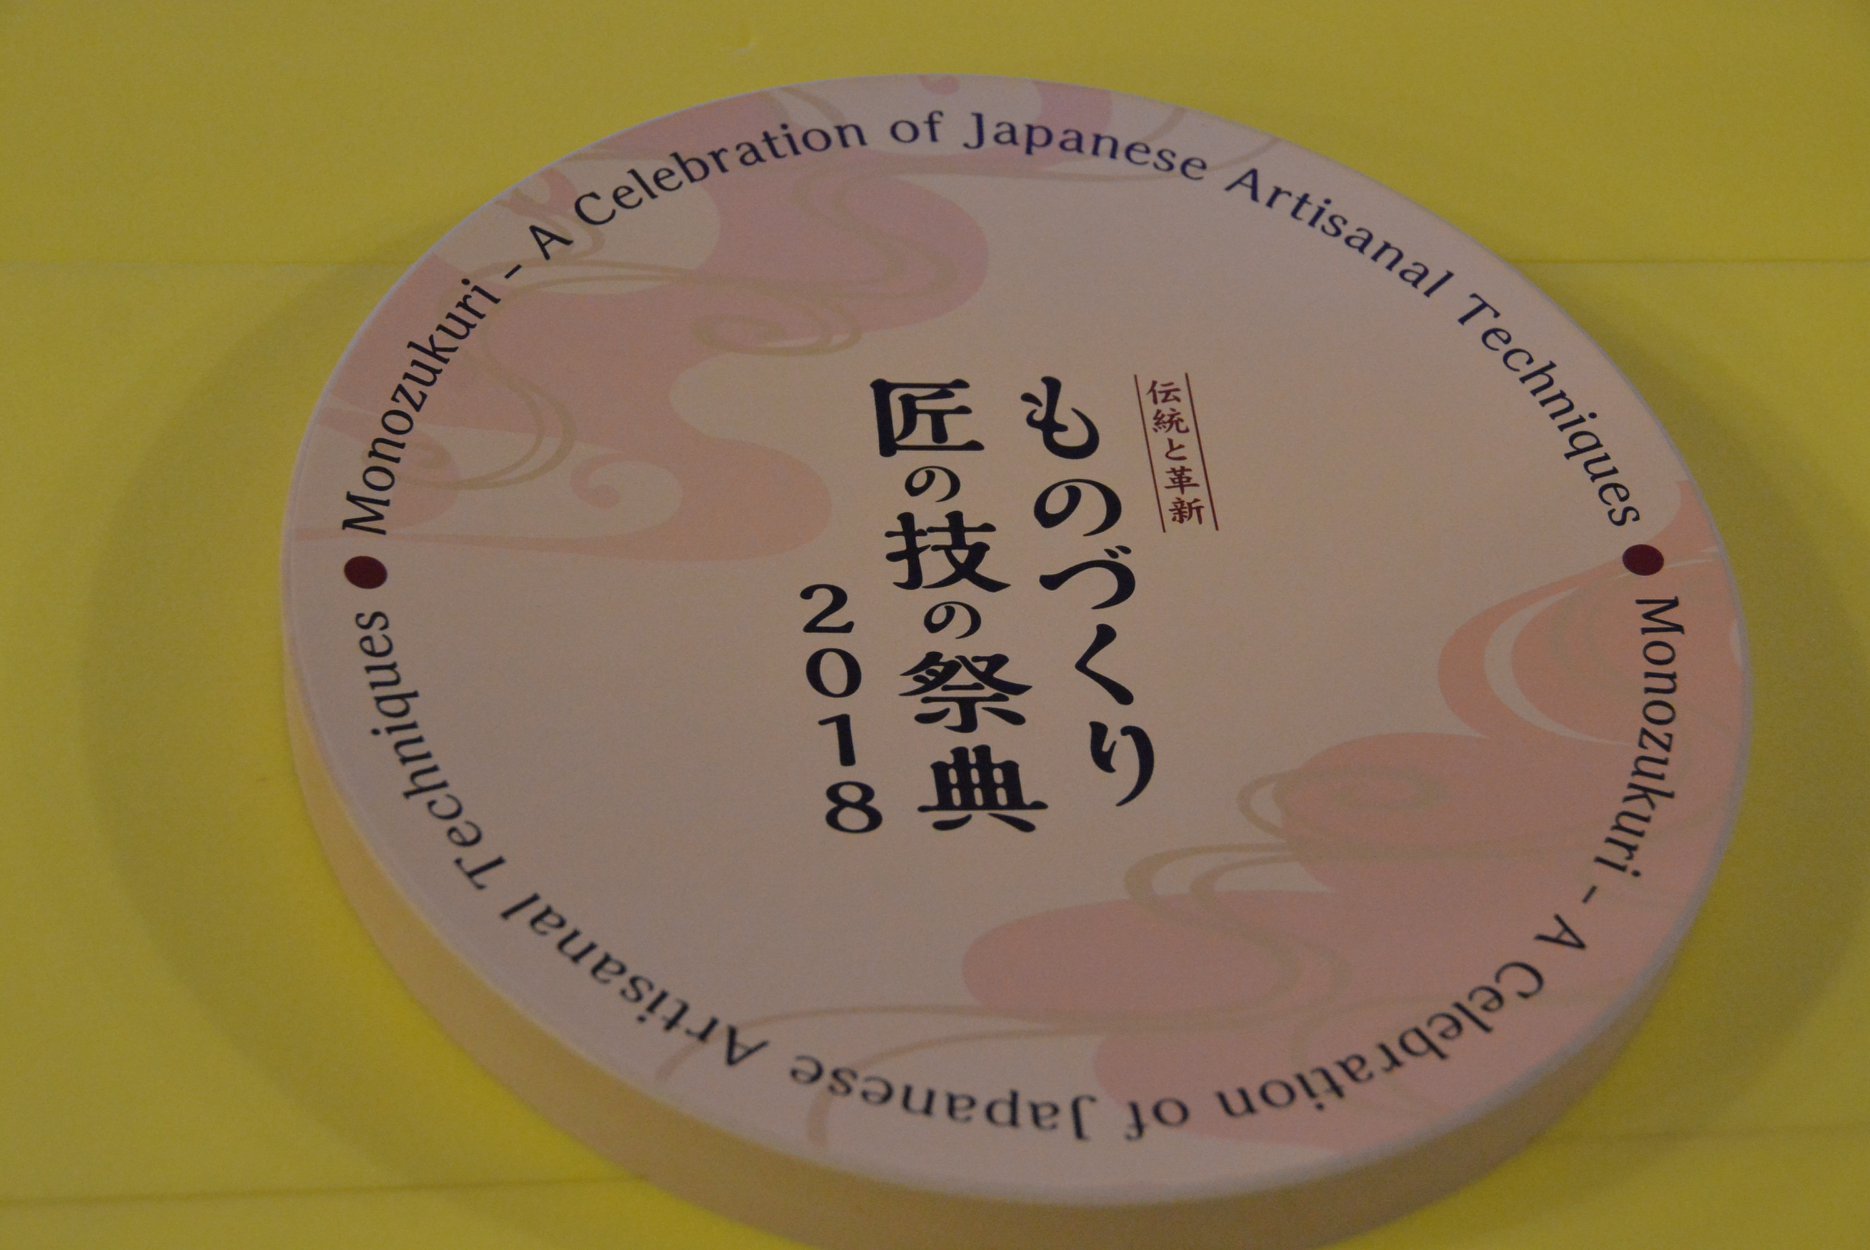 Monozukuri – A Celebration of Japanese Artisanal Techniques
伝統と革新
ものづくり
匠の技の祭典
2018
Monozukuri – A Celebration of Japanese Artisanal Techniques